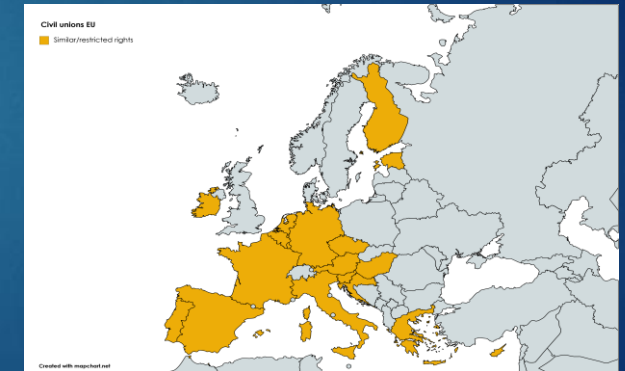 Civil unions EU
Similar/restricted rights
Created with mapchart.net